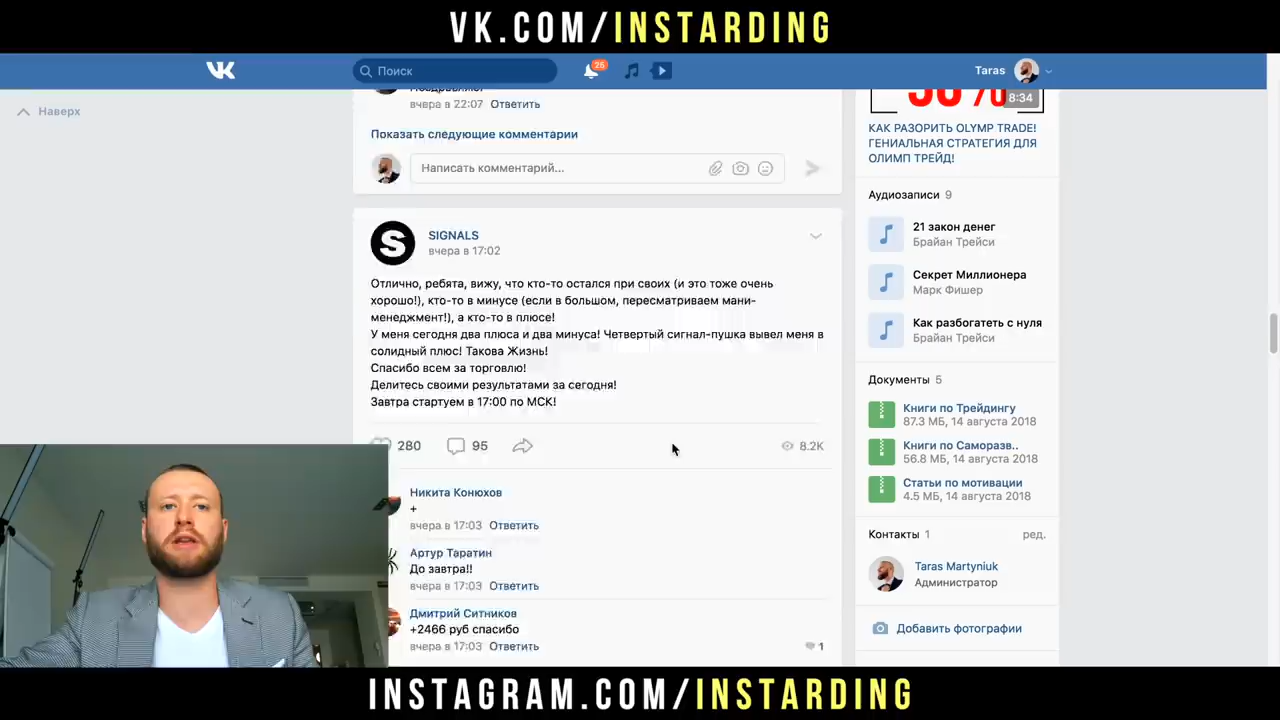 VK.COM/INSTARDING
Поиск
26
Taras
Наверх
вчера в 22:07 Ответить
Показать следующие комментарии
Написать комментарий...
SIGNALS
вчера в 17:02
Отлично, ребята, вижу, что кто-то остался при своих (и это тоже очень
хорошо!), кто-то в минусе (если в большом, пересматриваем мани-
менеджмент!), а кто-то в плюсе!
У меня сегодня два плюса и два минуса! Четвертый сигнал-пушка вывел меня в
солидный плюс! Такова Жизнь!
Спасибо всем за торговлю!
Делитесь своими результатами за сегодня!
Завтра стартуем в 17:00 по МСК!
280 95 8.2K
Никита Конюхов
+
вчера в 17:03 Ответить
Артур Таратин
До завтра!!
вчера в 17:03 Ответить
Дмитрий Ситников
+2466 руб спасибо
вчера в 17:03 Ответить 1
8:34
КАК РАЗОРИТЬ OLYMP TRADE!
ГЕНИАЛЬНАЯ СТРАТЕГИЯ ДЛЯ
ОЛИМП ТРЕЙД!
Аудиозаписи 9
21 закон денег
Брайан Трейси
Секрет Миллионера
Марк Фишер
Как разбогатеть с нуля
Брайан Трейси
Документы 5
Книги по Трейдингу
87.3 МБ, 14 августа 2018
Книги по Саморазв..
56.8 МБ, 14 августа 2018
Статьи по мотивации
4.5 МБ, 14 августа 2018
Контакты 1 ред.
Taras Martyniuk
Администратор
Добавить фотографии
INSTAGRAM.COM/INSTARDING